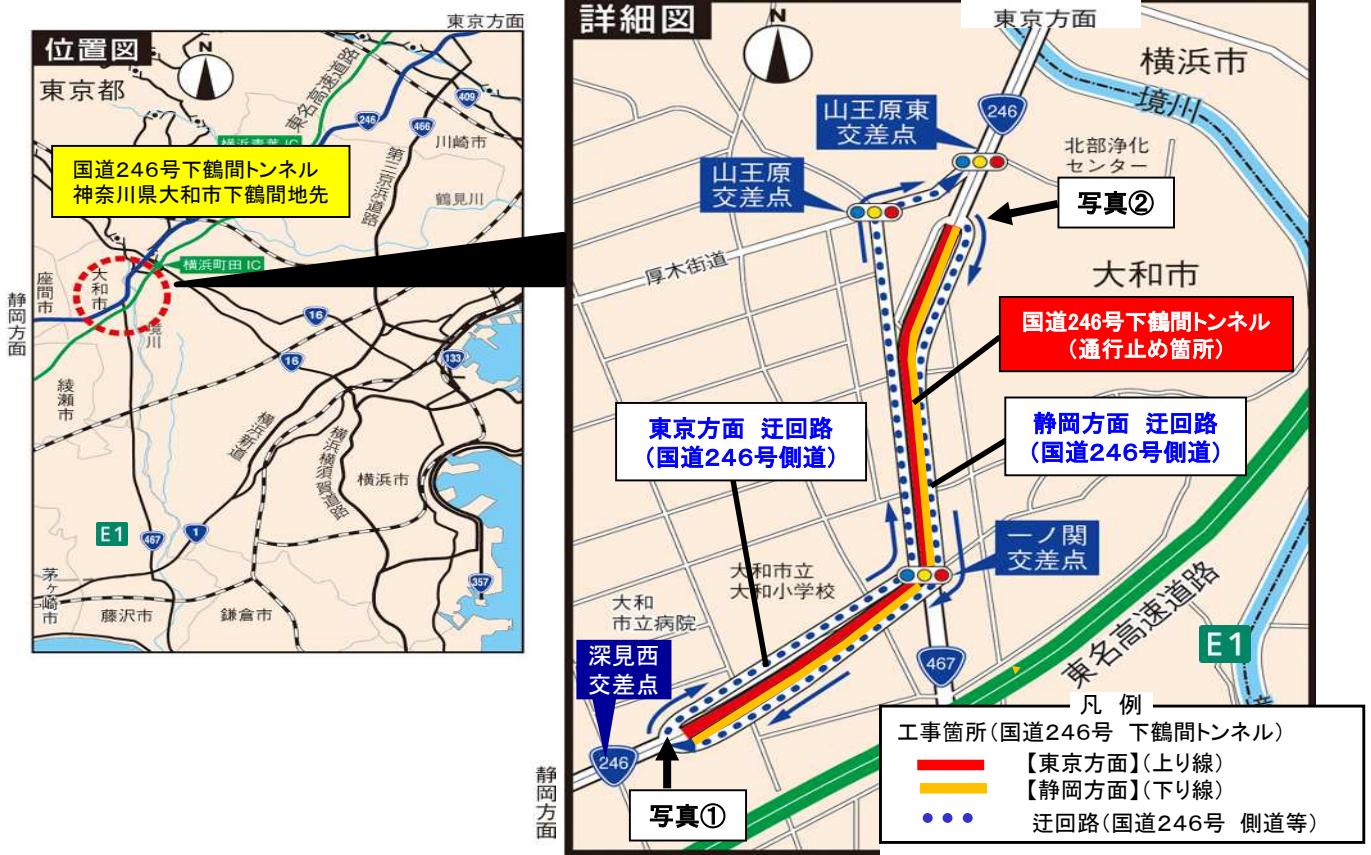 東京方面
位置図
N
東京都
東名高速道路
409
246
466
川崎市
国道246号下鶴間トンネル
神奈川県大和市下鶴間地先
第三京浜道路
鶴見川
横浜町田 IC
座間市
大和市
静岡方面
境川
16
16
133
綾瀬市
横浜新道
横浜横須賀道路
横浜市
E1
467
1
357
茅ヶ崎市
藤沢市
鎌倉市
詳細図
東京方面
N
横浜市
境川
山王原東
交差点
246
北部浄化
センター
山王原
交差点
写真②
厚木街道
大和市
国道246号下鶴間トンネル
(通行止め箇所)
東京方面 迂回路
(国道246号側道)
静岡方面 迂回路
(国道246号側道)
一ノ関
交差点
大和市立
大和小学校
大和
市立病院
東名高速道路
E1
467
深見西
交差点
246
静岡方面
写真①
凡 例
工事箇所(国道246号 下鶴間トンネル)
【東京方面】(上り線)
【静岡方面】(下り線)
迂回路(国道246号 側道等)